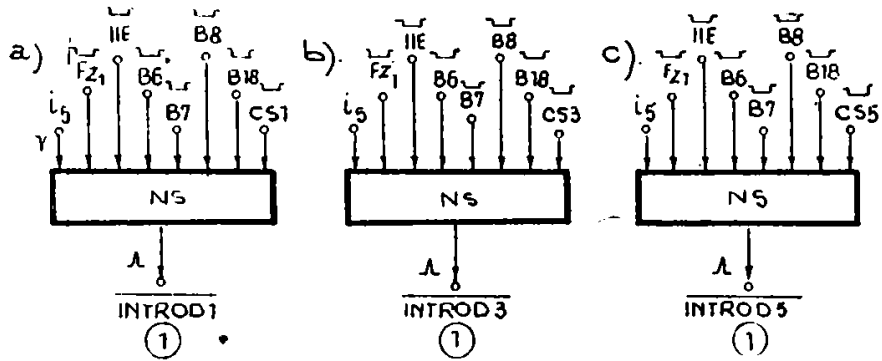 a) b) c)
IIE B8 IIE B8 IIE B8
FZ1 B6 B18 FZ1 B6 B18 FZ1 B6 B18
i5 B7 CS1 i5 B7 CS3 i5 B7 CS5
NS NS NS
INTROD1 INTROD3 INTROD5
1 1 1